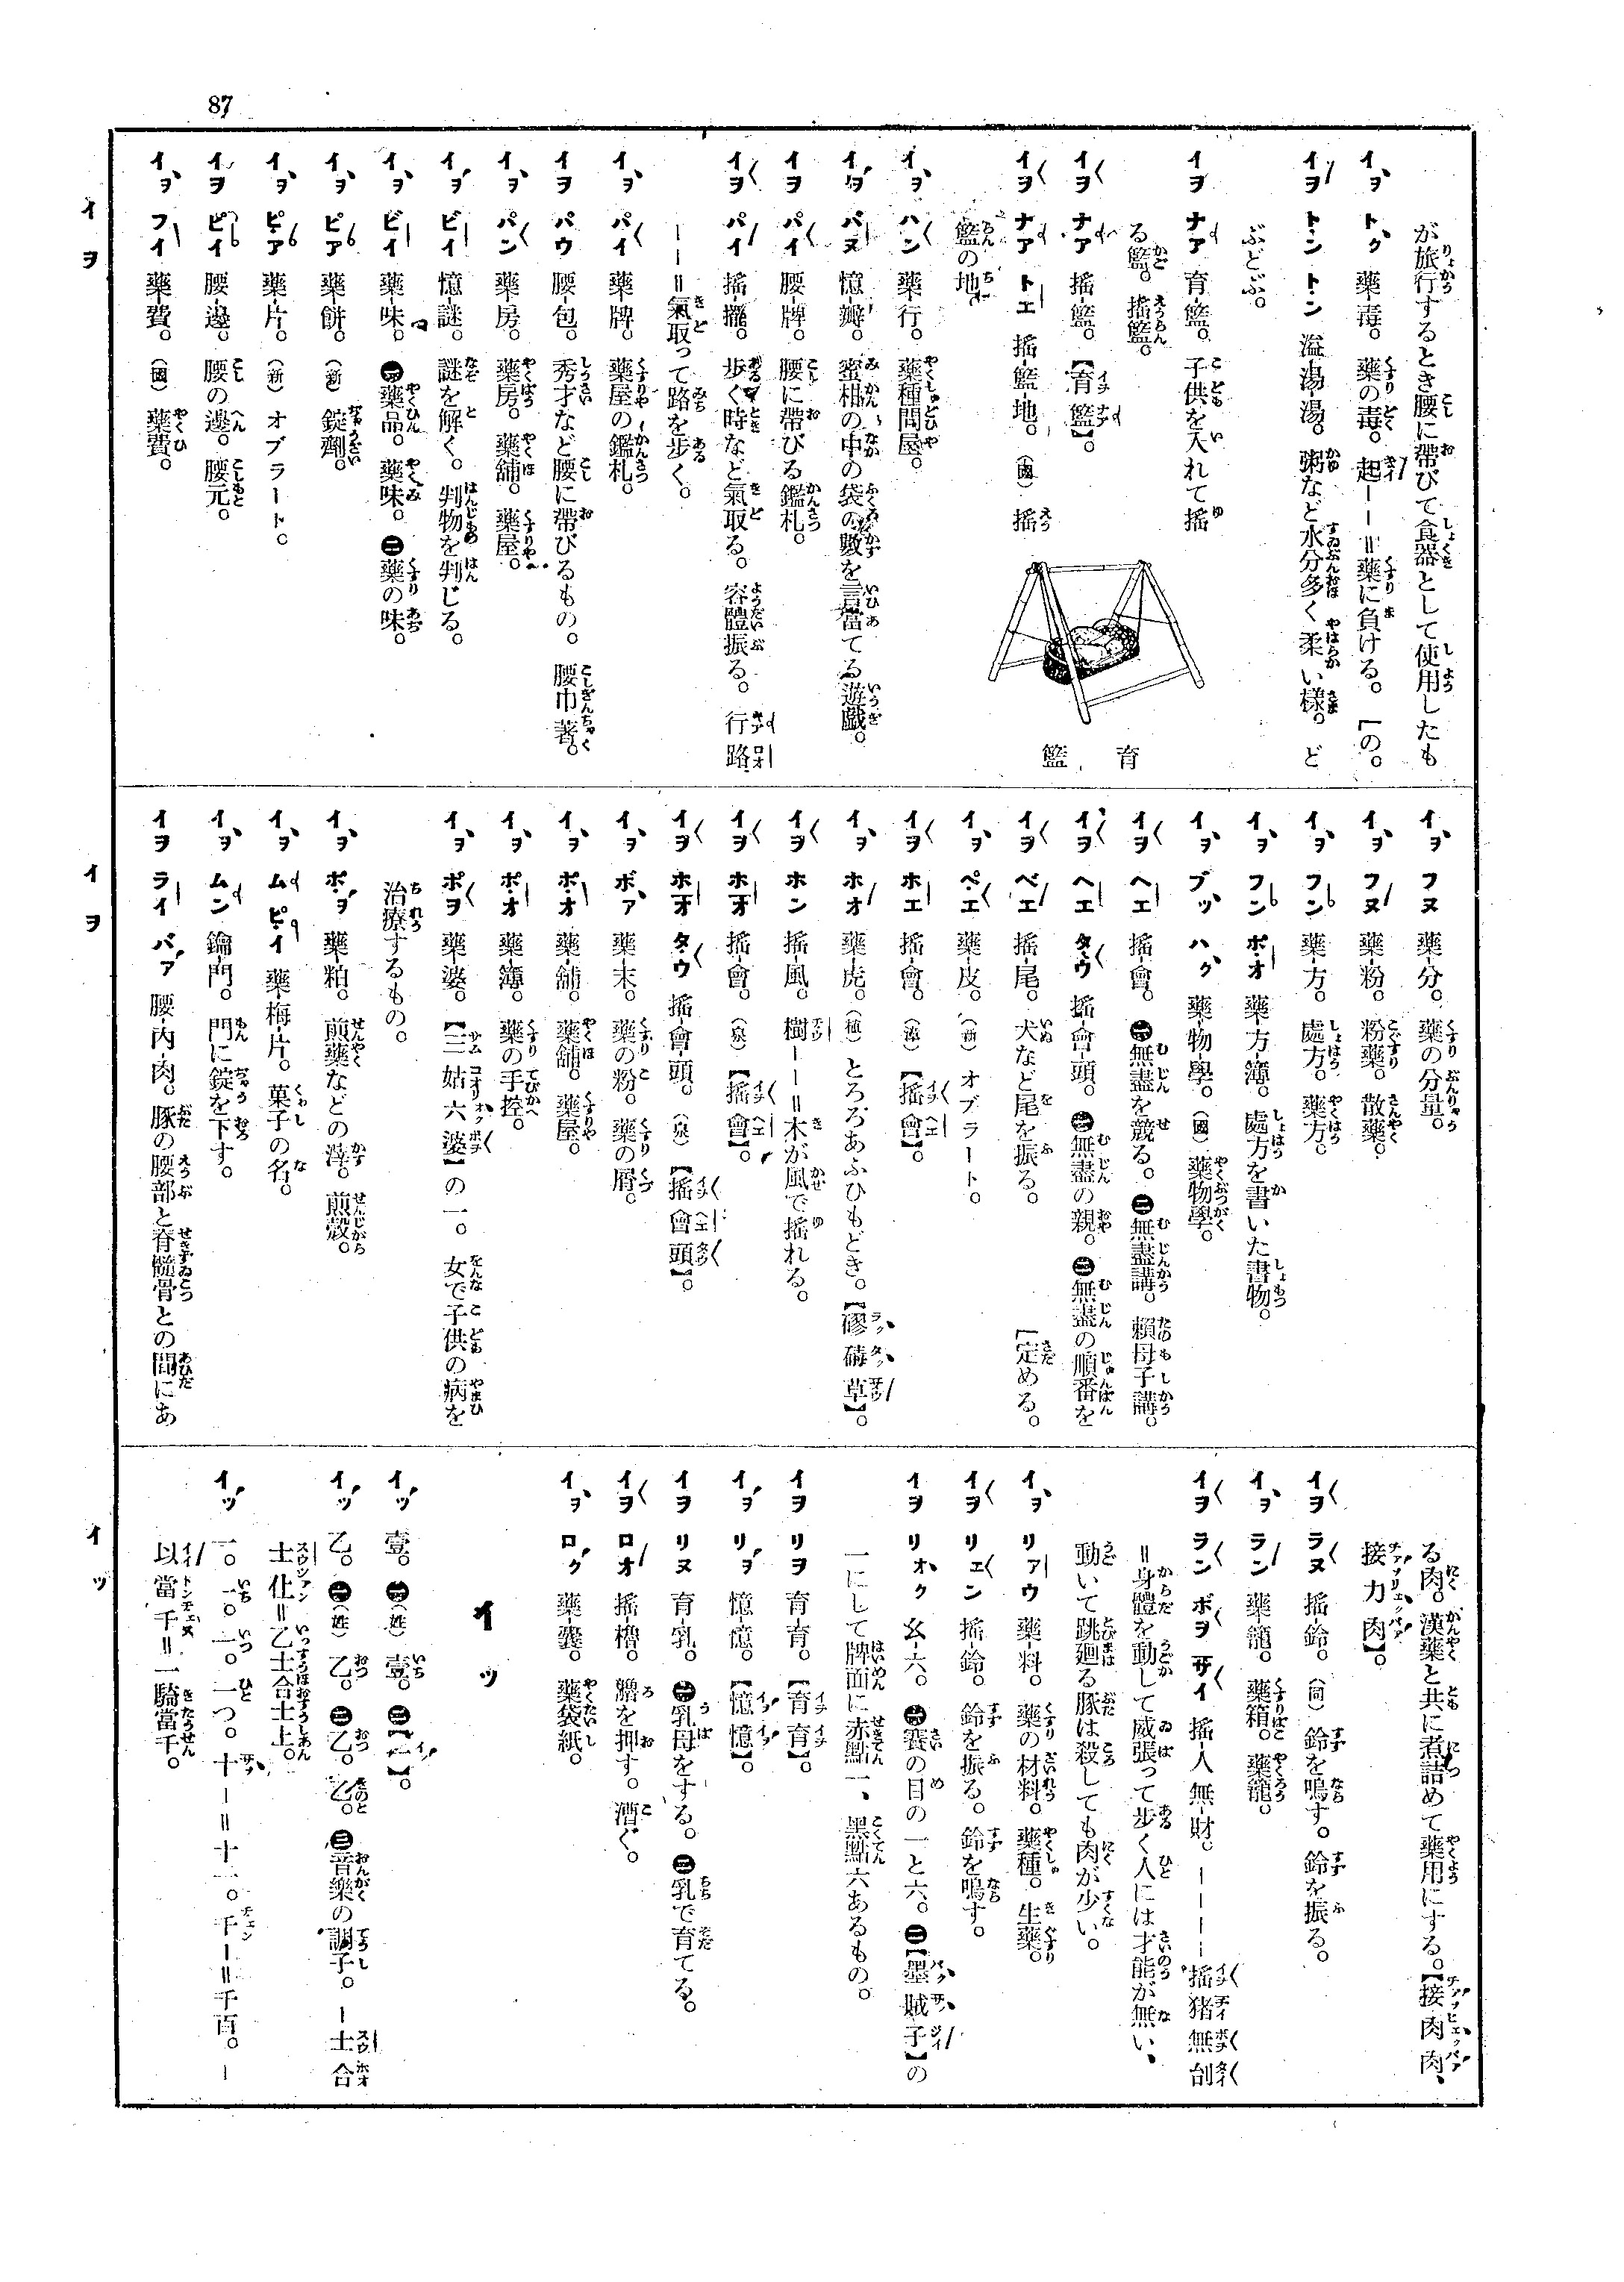 87
イヲ
が旅行するとき腰に帶びて食器として使用したも
イヲ トク 藥毒。藥の毒。起ーー＝藥に負ける。 ［の。
イヲ トン トン 溢湯湯。粥など水分多く柔い樣。ど
ぶどぶ。
イヲ ナア 育籃。子供を入れて搖
る籃。搖籃。
イヲ ナア 搖籃。【育籃】。
イヲ ナア トエ 搖籃地。（國）搖
籃の地。
育籃
イヲ ハン 藥行。藥種問屋。
イヲ バヌ 憶瓣。蜜柑の中の袋の數を言當てる遊戲。
イヲ パイ 腰牌。腰に帶びる鑑札。
イヲ パイ 搖擺。步く時など氣取る。容體振る。行路
ーー＝氣取って路を步く。
イヲ パイ 藥牌。藥屋の鑑札。
イヲ パウ 腰包。秀才など腰に帶びるもの。腰巾著。
イヲ パン 藥房。藥房。藥舖。藥屋。
イヲ ビイ 憶謎。謎を解く。判物を判じる。
イヲ ビイ 藥味。㊀藥品。藥味。㊁藥の味。
イヲ ピア 藥餅。（新）錠劑。
イヲ ピア 藥片。（新）オブラート。
イヲ ピイ 腰邊。腰の邊。腰元。
イヲ フイ 藥費。（國）藥費。
イヲ
イヲ フヌ 藥分。藥の分量。
イヲ フヌ 藥粉。粉藥。散藥。
イヲ フン 藥方。處方。藥方。
イヲ フン ポオ 藥方簿。處方を書いた書物。
イヲ ブッ ハク 藥物學。（國）藥物學。
イヲ ヘエ 搖會。㊀無盡を競る。㊁無盡講。賴母子講。
イヲ ヘエ タウ 搖會頭。㊀無盡の親。㊁無盡の順番を
イヲ ベエ 搖尾。犬など尾を振る。 ［定める。
イヲ ペエ 藥皮。（新）オブラート。
イヲ ホエ 搖會。（漳）【搖會】。
イヲ ホオ 藥虎。（植）とろろあふひもどき。【磟碡草】。
イヲ ホン 搖風。樹ーー＝木が風で搖れる。
イヲ ホオ 搖會。（泉）【搖會】。
イヲ ホオ タウ 搖會頭。（泉）【搖會頭】。
イヲ ボァ 藥末。藥の粉。藥の屑。
イヲ ポオ 藥舖。藥舖。藥屋。
イヲ ポオ 藥簿。藥の手控。
イヲ ポヲ 藥婆。【三姑六婆】の一。女で子供の病を
治療するもの。
イヲ ポヲ 藥粕。煎藥などの滓。煎殼。
イヲ ム ピイ 藥梅片。菓子の名。
イヲ ムン 鑰門。門に錠を下す。
イヲ ライ バァ 腰內肉。豚の腰部と脊髓骨との間にあ
イッ
る肉。漢藥と共に煮詰めて藥用にする。【接肉肉、
接力肉】。
イヲ ラヌ 搖鈴。（同）鈴を鳴す。鈴を振る。
イヲ ラン 藥籠。藥箱。藥籠。
イヲ ラン ボヲ サイ 搖人無財。ーーーー搖猪無刣
＝身體を動して威張って步く人には才能が無い、
動いて跳廻る豚は殺しても肉が少い。
イヲ リァウ 藥料。藥の材料。藥種。生藥。
イヲ リェン 搖鈴。鈴を振る。鈴を鳴す。
イヲ リオク 幺六。㊀賽の目の一と六。㊁【墨賊子】の
一にして牌面に赤點一、黑點六あるもの。
イヲ リヲ 育育。【育育】。
イヲ リヲ 憶憶。【憶憶】。
イヲ リヌ 育乳。㊀乳母をする。㊁乳で育てる。
イヲ ロオ 搖櫓。艪を押す。漕ぐ。
イヲ ロク 藥囊。藥袋紙。
イッ
イッ 壹。㊀（姓）壹。㊁【一】。
イッ 乙。㊀（姓）乙。㊁乙。乙。㊂音樂の調子。ー士合
士仩＝乙士合士上。
イッ 一。一。一。一つ。十ー＝十一。千ー＝千百。ー
以當千＝一騎當千。